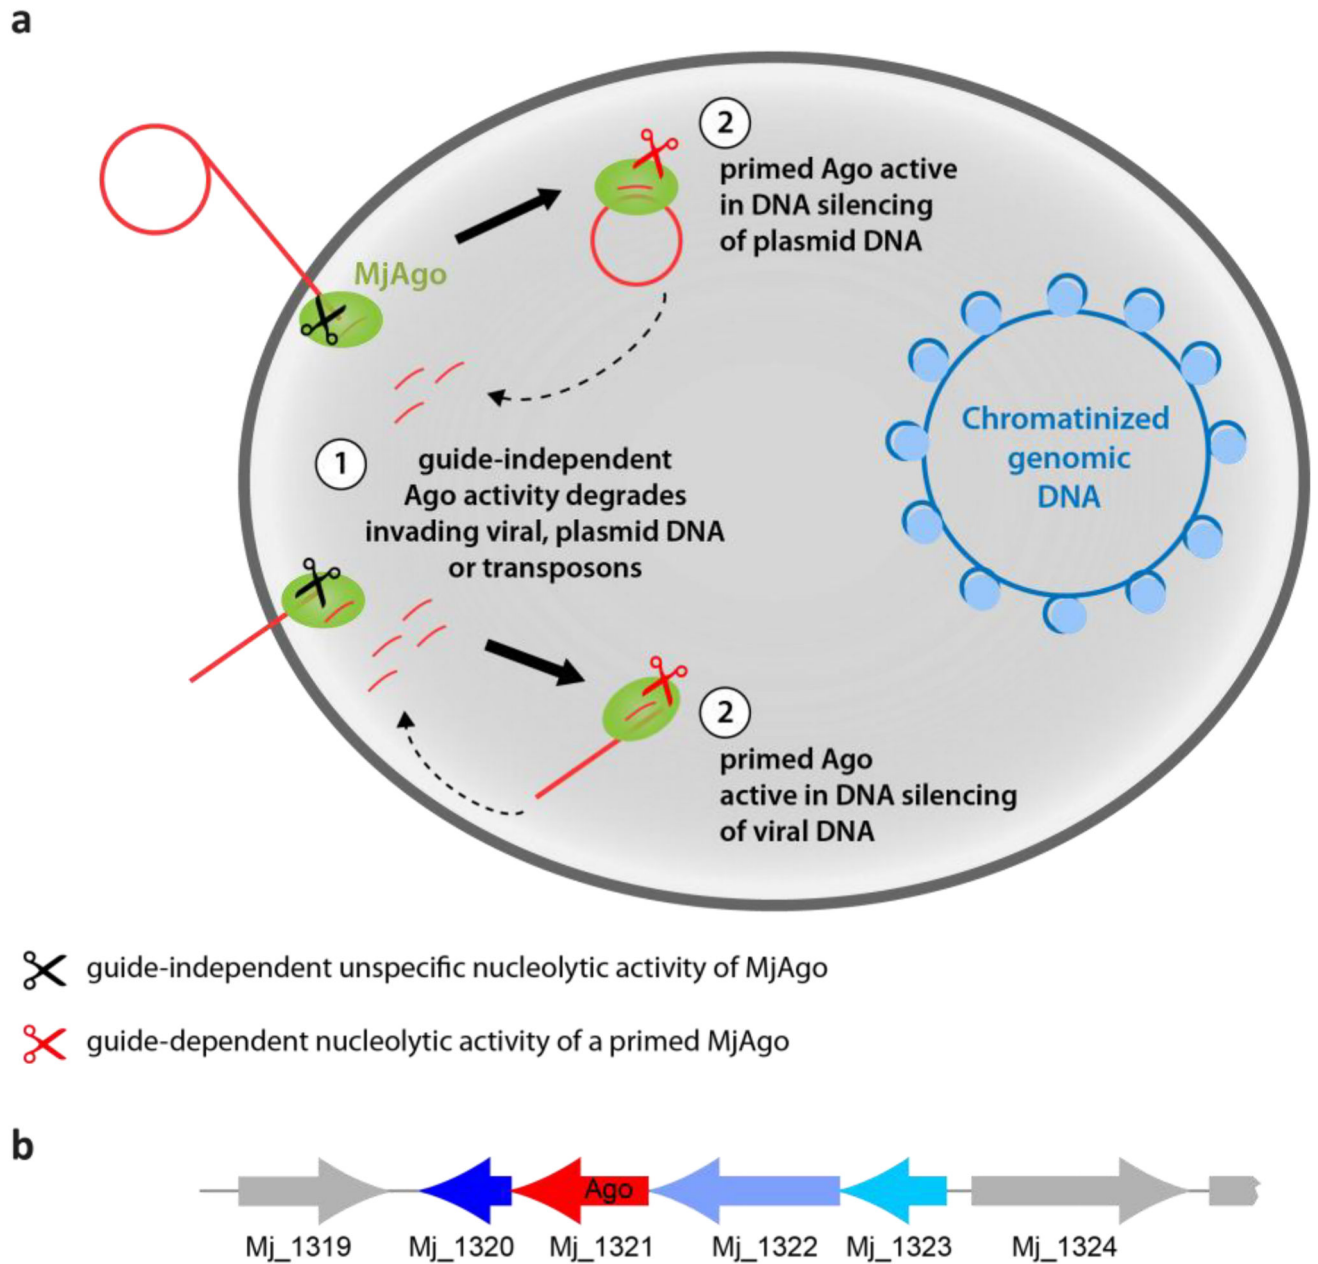 a
2
primed Ago active
in DNA silencing
of plasmid DNA
MjAgo
Chromatinized
genomic
DNA
1
guide-independent
Ago activity degrades
invading viral, plasmid DNA
or transposons
2
primed Ago
active in DNA silencing
of viral DNA
guide-independent unspecific nucleolytic activity of MjAgo
guide-dependent nucleolytic activity of a primed MjAgo
b
Ago
Mj_1319 Mj_1320 Mj_1321 Mj_1322 Mj_1323 Mj_1324